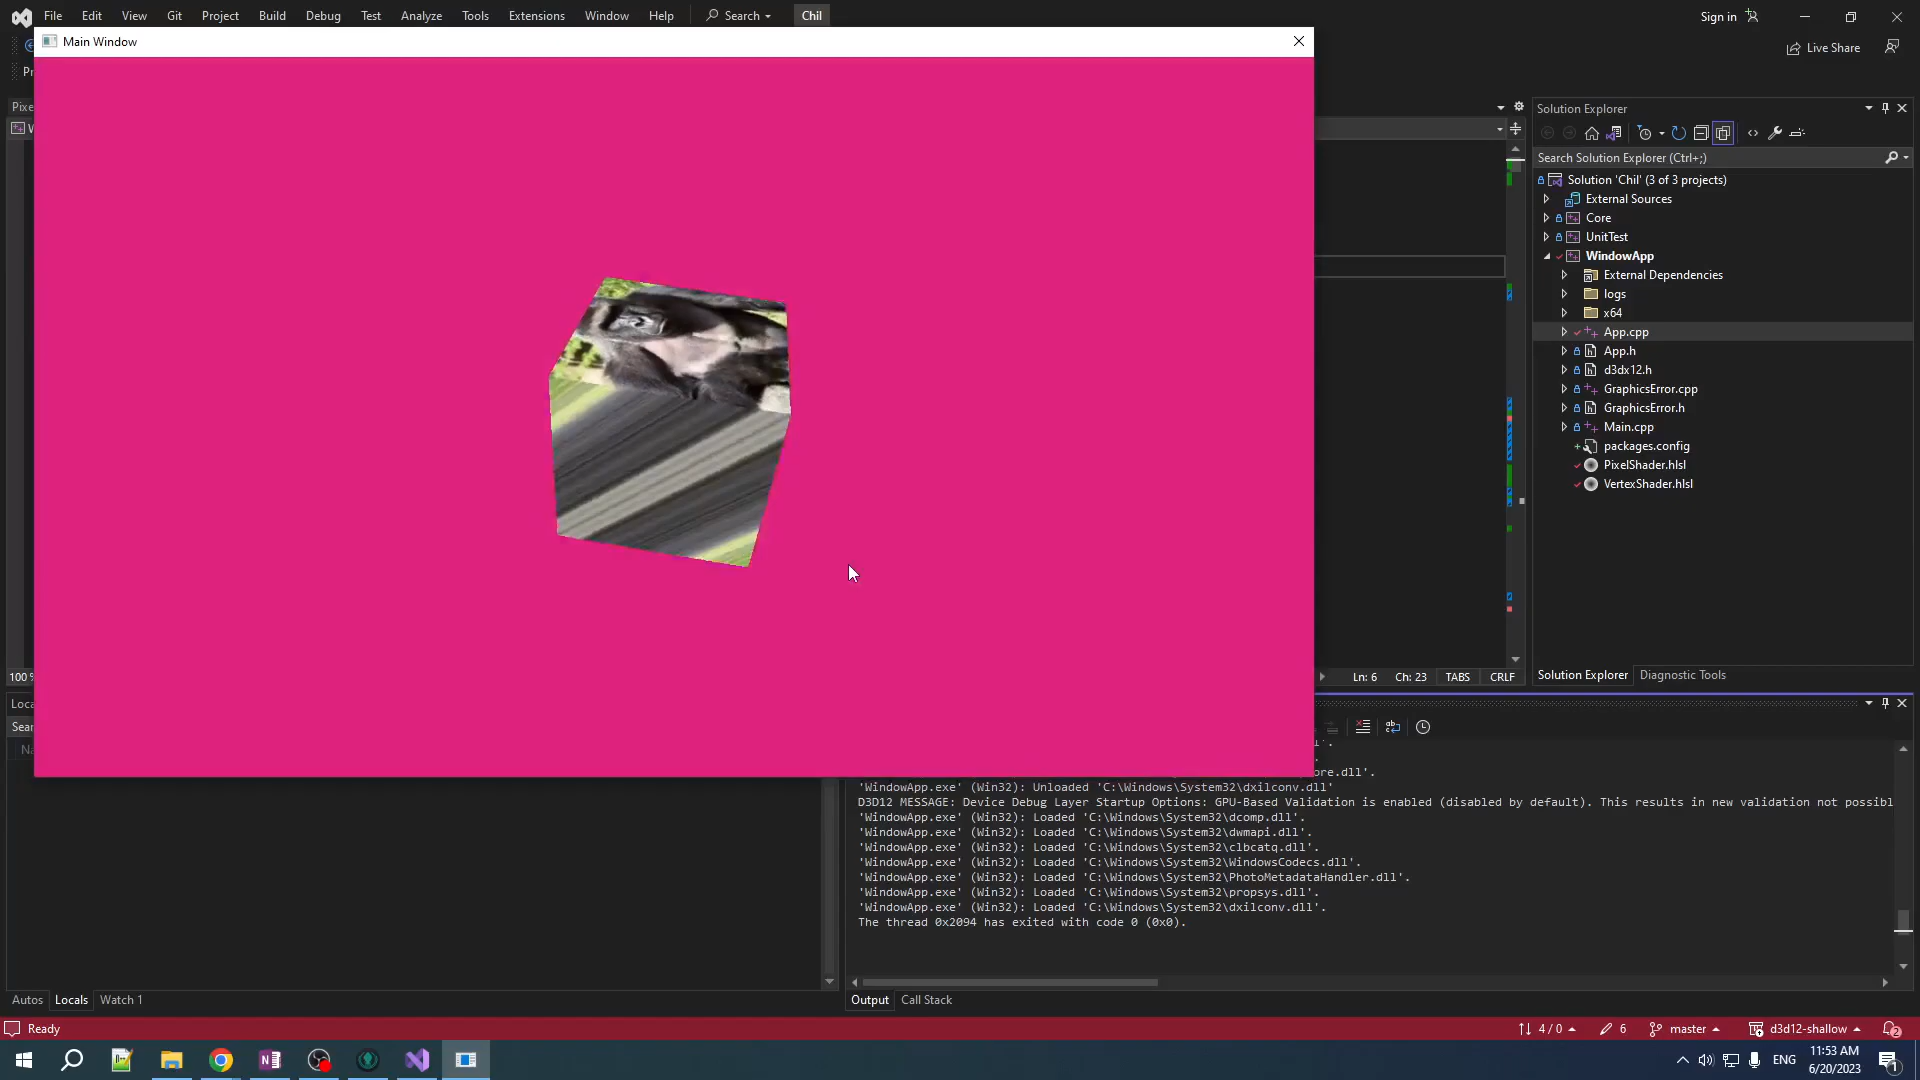 File Edit View Git Project Build Debug Test Analyze Tools Extensions Window Help Search Chil Sign in
Live Share
Main Window
Solution Explorer
Search Solution Explorer (Ctrl+;)
Solution 'Chil' (3 of 3 projects)
External Sources
Core
UnitTest
WindowApp
External Dependencies
logs
x64
App.cpp
App.h
d3dx12.h
GraphicsError.cpp
GraphicsError.h
Main.cpp
packages.config
PixelShader.hlsl
VertexShader.hlsl
100 % Ln: 6 Ch: 23 TABS CRLF
Solution Explorer Diagnostic Tools
'WindowApp.exe' (Win32): Unloaded 'C:\Windows\System32\dxilconv.dll'
D3D12 MESSAGE: Device Debug Layer Startup Options: GPU-Based Validation is enabled (disabled by default). This results in new validation not possibl
'WindowApp.exe' (Win32): Loaded 'C:\Windows\System32\dcomp.dll'.
'WindowApp.exe' (Win32): Loaded 'C:\Windows\System32\dwmapi.dll'.
'WindowApp.exe' (Win32): Loaded 'C:\Windows\System32\clbcatq.dll'.
'WindowApp.exe' (Win32): Loaded 'C:\Windows\System32\WindowsCodecs.dll'.
'WindowApp.exe' (Win32): Loaded 'C:\Windows\System32\PhotoMetadataHandler.dll'.
'WindowApp.exe' (Win32): Loaded 'C:\Windows\System32\propsys.dll'.
'WindowApp.exe' (Win32): Loaded 'C:\Windows\System32\dxilconv.dll'.
The thread 0x2094 has exited with code 0 (0x0).
Autos Locals Watch 1
Output Call Stack
Ready 4 / 0 6 master d3d12-shallow 2
ENG 11:53 AM
6/20/2023 1